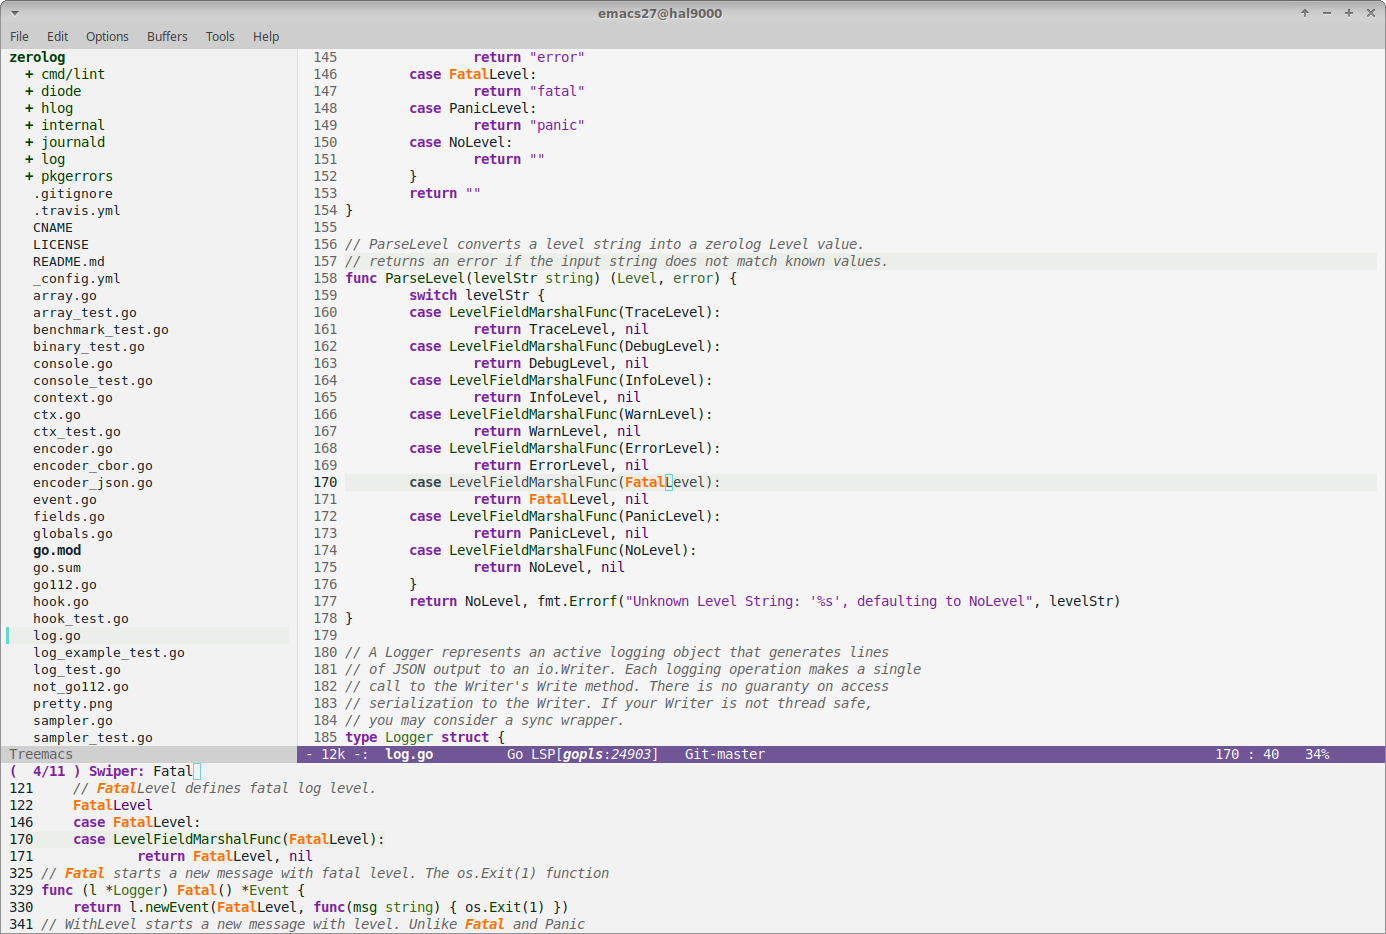 emacs27@hal9000
File Edit Options Buffers Tools Help
zerolog
+ cmd/lint
+ diode
+ hlog
+ internal
+ journald
+ log
+ pkgerrors
.gitignore
.travis.yml
CNAME
LICENSE
README.md
_config.yml
array.go
array_test.go
benchmark_test.go
binary_test.go
console.go
console_test.go
context.go
ctx.go
ctx_test.go
encoder.go
encoder_cbor.go
encoder_json.go
event.go
fields.go
globals.go
go.mod
go.sum
go112.go
hook.go
hook_test.go
log.go
log_example_test.go
log_test.go
not_go112.go
pretty.png
sampler.go
sampler_test.go
Treemacs
145 return "error"
146 case FatalLevel:
147 return "fatal"
148 case PanicLevel:
149 return "panic"
150 case NoLevel:
151 return ""
152 }
153 return ""
154 }
155
156 // ParseLevel converts a level string into a zerolog Level value.
157 // returns an error if the input string does not match known values.
158 func ParseLevel(levelStr string) (Level, error) {
159 switch levelStr {
160 case LevelFieldMarshalFunc(TraceLevel):
161 return TraceLevel, nil
162 case LevelFieldMarshalFunc(DebugLevel):
163 return DebugLevel, nil
164 case LevelFieldMarshalFunc(InfoLevel):
165 return InfoLevel, nil
166 case LevelFieldMarshalFunc(WarnLevel):
167 return WarnLevel, nil
168 case LevelFieldMarshalFunc(ErrorLevel):
169 return ErrorLevel, nil
170 case LevelFieldMarshalFunc(FatalLevel):
171 return FatalLevel, nil
172 case LevelFieldMarshalFunc(PanicLevel):
173 return PanicLevel, nil
174 case LevelFieldMarshalFunc(NoLevel):
175 return NoLevel, nil
176 }
177 return NoLevel, fmt.Errorf("Unknown Level String: '%s', defaulting to NoLevel", levelStr)
178 }
179
180 // A Logger represents an active logging object that generates lines
181 // of JSON output to an io.Writer. Each logging operation makes a single
182 // call to the Writer's Write method. There is no guaranty on access
183 // serialization to the Writer. If your Writer is not thread safe,
184 // you may consider a sync wrapper.
185 type Logger struct {
- 12k -: log.go Go LSP[gopls:24903] Git-master 170 : 40 34%
( 4/11 ) Swiper: Fatal
121 // FatalLevel defines fatal log level.
122 FatalLevel
146 case FatalLevel:
170 case LevelFieldMarshalFunc(FatalLevel):
171 return FatalLevel, nil
325 // Fatal starts a new message with fatal level. The os.Exit(1) function
329 func (l *Logger) Fatal() *Event {
330 return l.newEvent(FatalLevel, func(msg string) { os.Exit(1) })
341 // WithLevel starts a new message with level. Unlike Fatal and Panic